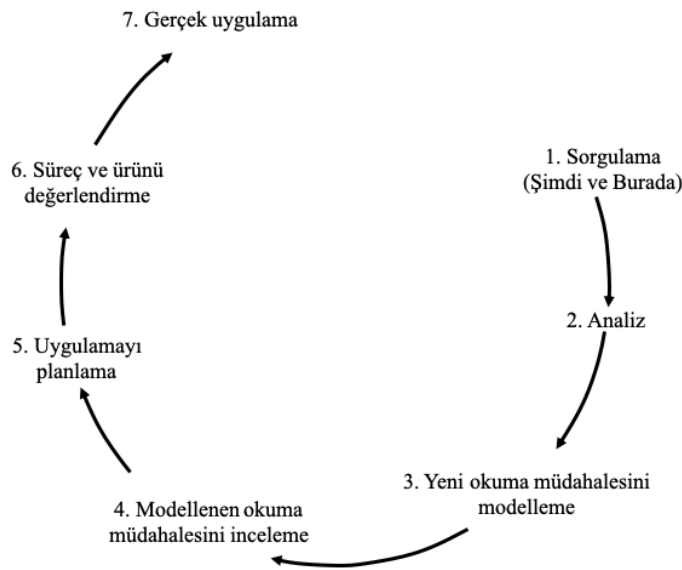 7. Gerçek uygulama
1. Sorgulama
(Şimdi ve Burada)
6. Süreç ve ürünü
değerlendirme
2. Analiz
5. Uygulamayı
planlama
3. Yeni okuma müdahalesini
modelleme
4. Modellenen okuma
müdahalesini inceleme